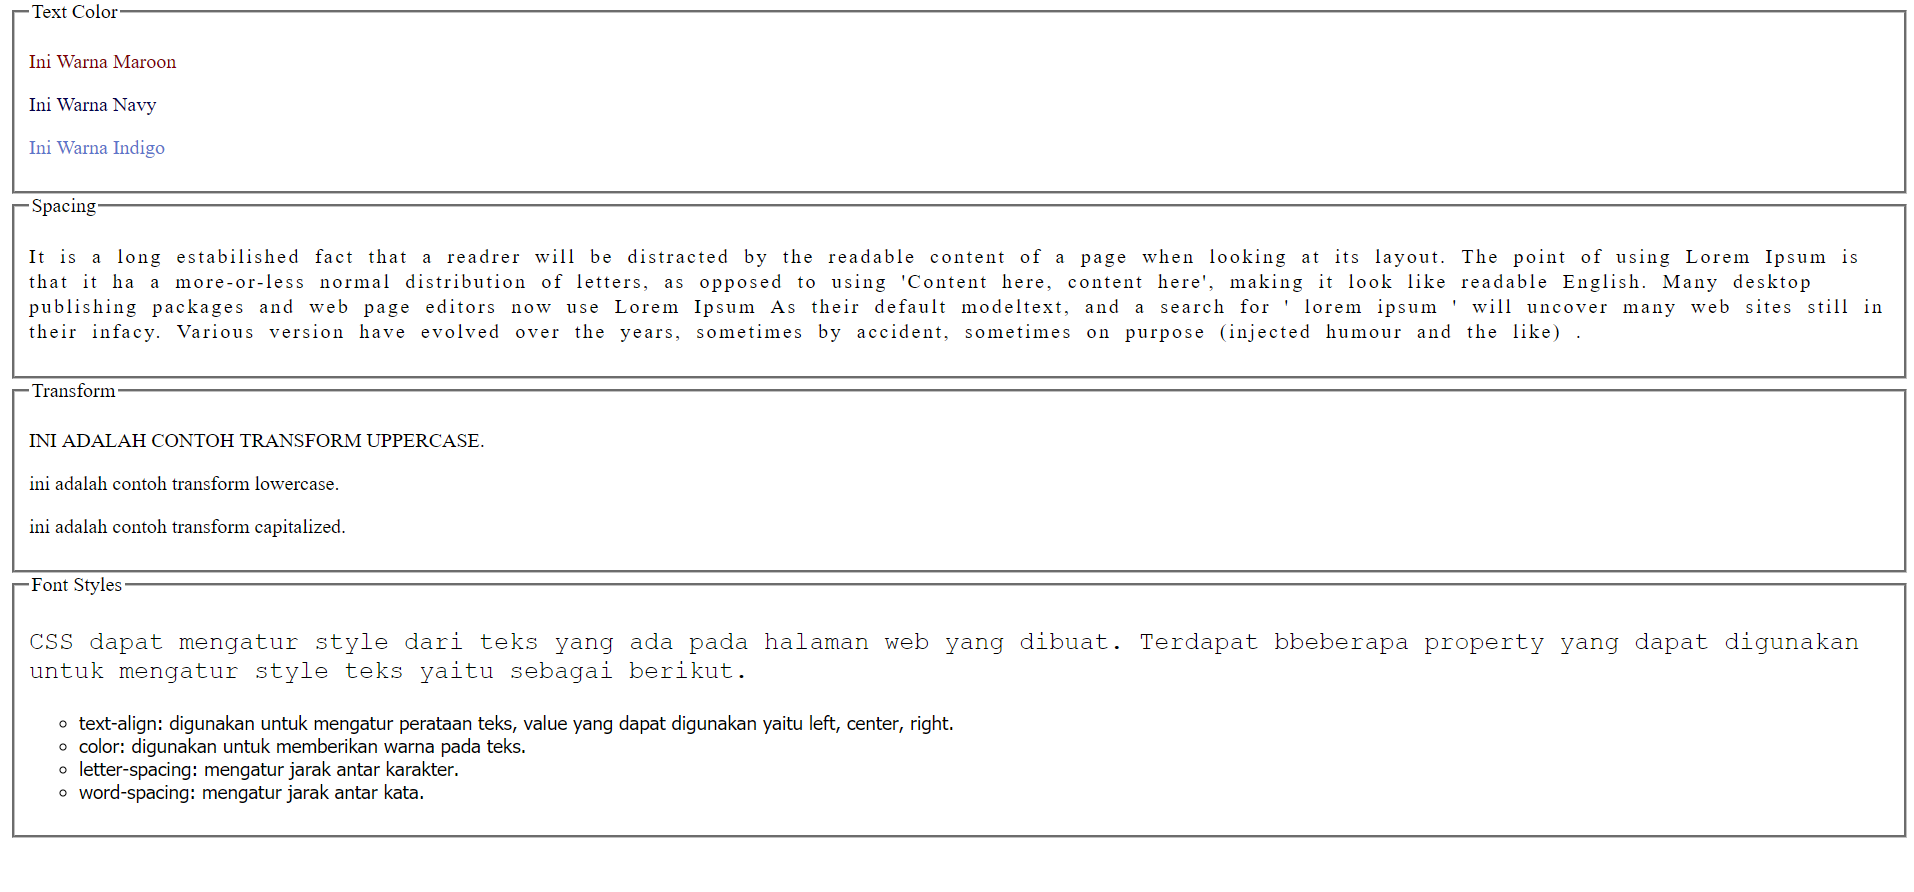 Text Color
Ini Warna Maroon
Ini Warna Navy
Ini Warna Indigo
Spacing
It is a long estabilished fact that a readrer will be distracted by the readable content of a page when looking at its layout. The point of using Lorem Ipsum is
that it ha a more-or-less normal distribution of letters, as opposed to using 'Content here, content here', making it look like readable English. Many desktop
publishing packages and web page editors now use Lorem Ipsum As their default modeltext, and a search for ' lorem ipsum ' will uncover many web sites still in
their infacy. Various version have evolved over the years, sometimes by accident, sometimes on purpose (injected humour and the like) .
Transform
INI ADALAH CONTOH TRANSFORM UPPERCASE.
ini adalah contoh transform lowercase.
ini adalah contoh transform capitalized.
Font Styles
CSS dapat mengatur style dari teks yang ada pada halaman web yang dibuat. Terdapat bbeberapa property yang dapat digunakan
untuk mengatur style teks yaitu sebagai berikut.
◦ text-align: digunakan untuk mengatur perataan teks, value yang dapat digunakan yaitu left, center, right.
◦ color: digunakan untuk memberikan warna pada teks.
◦ letter-spacing: mengatur jarak antar karakter.
◦ word-spacing: mengatur jarak antar kata.